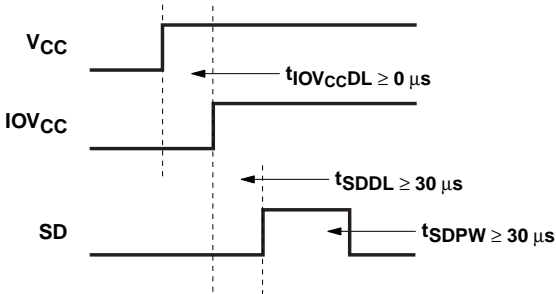 VCC
tIOVCCDL ≥ 0 μs
IOVCC
tSDDL ≥ 30 μs
SD
tSDPW ≥ 30 μs